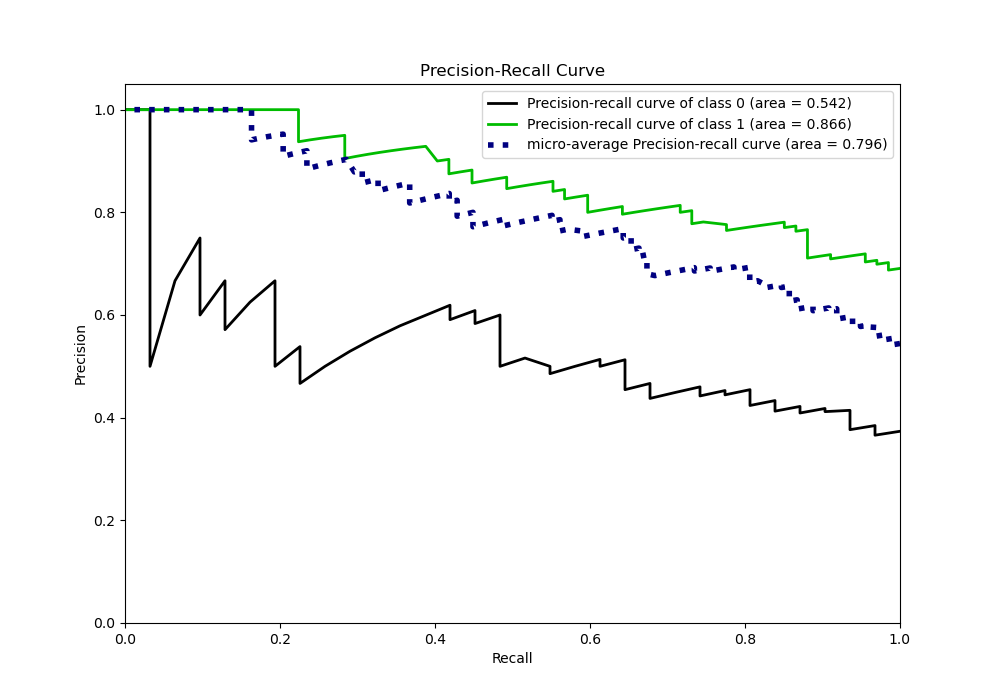 Precision-Recall Curve
Precision-recall curve of class 0 (area = 0.542)
Precision-recall curve of class 1 (area = 0.866)
micro-average Precision-recall curve (area = 0.796)
Precision
1.0
0.8
0.6
0.4
0.2
0.0
0.0 0.2 0.4 0.6 0.8 1.0
Recall